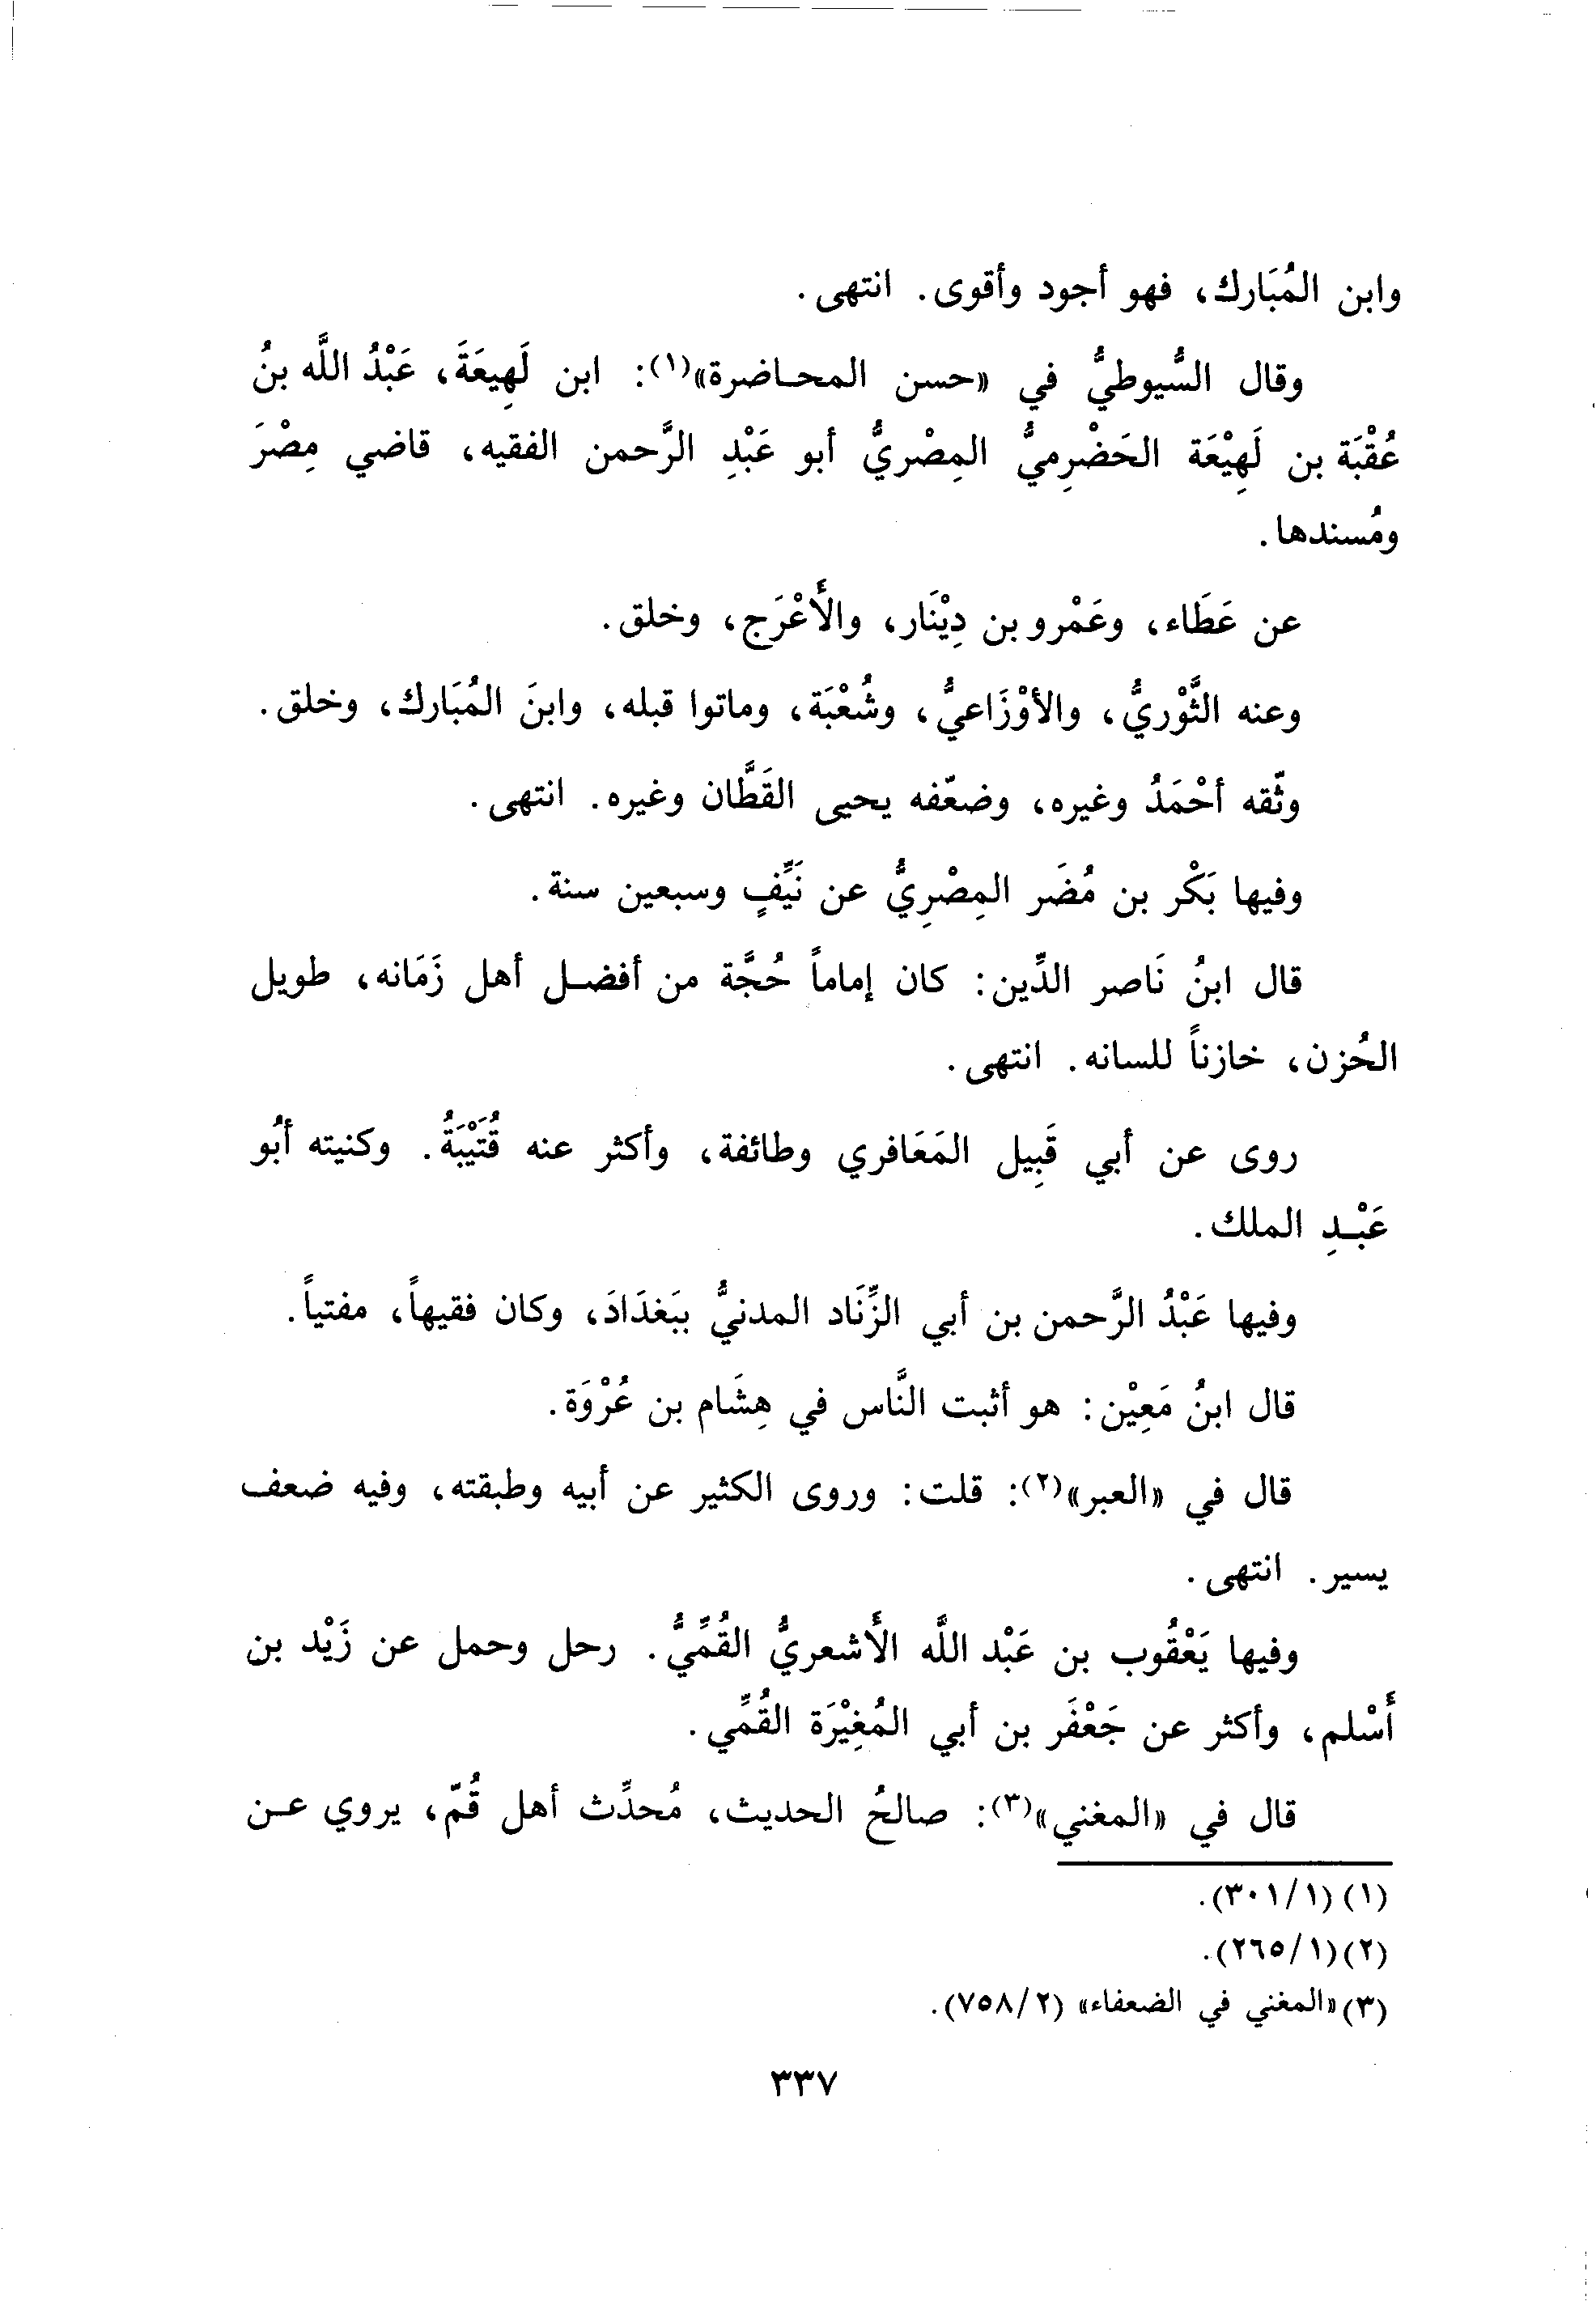 وابن المُبَارك، فهو أجود وأقوى. انتهى.
وقال السُّيوطيُّ في «حسن المحاضرة»(١): ابن لَهِيعَةَ، عَبْدُ اللَّه بنُ
عُقْبَة بن لَهِيْعَة الحَضْرِميُّ المِصْريُّ أبو عَبْدِ الرَّحمن الفقيه، قاضي مِصْرَ
ومُسندها.
عن عَطَاء، وعَمْرو بن دِيْنَار، والأَعْرَج، وخلق.
وعنه الثَّوْريُّ، والأوْزَاعيُّ، وشُعْبَة، وماتوا قبله، وابنَ المُبَارك، وخلق.
وثّقه أحْمَدُ وغيره، وضعّفه يحيى القَطَّان وغيره. انتهى.
وفيها بَكْر بن مُضَر المِصْرِيُّ عن نَيِّفٍ وسبعين سنة.
قال ابنُ نَاصر الدِّين: كان إماماً حُجَّة من أفضل أهل زَمَانه، طويل
الحُزن، خازناً للسانه. انتهى.
روى عن أبي قَبِيل المَعَافري وطائفة، وأكثر عنه قُتَيْبَةُ. وكنيته أبُو
عَبْدِ الملك.
وفيها عَبْدُ الرَّحمن بن أبي الزِّنَاد المدنيُّ ببَغدَادَ، وكان فقيهاً، مفتياً.
قال ابنُ مَعِيْن: هو أثبت النَّاس في هِشَام بن عُرْوَة.
قال في «العبر»(٢): قلت: وروى الكثير عن أبيه وطبقته، وفيه ضعف
يسير. انتهى.
وفيها يَعْقُوب بن عَبْد اللَّه الأَشعريُّ القُمِّيُّ. رحل وحمل عن زَيْد بن
أَسْلم، وأكثر عن جَعْفَر بن أبي المُغِيْرَة القُمِّي.
قال في «المغني»(٣): صالحُ الحديث، مُحدِّث أهل قُمّ، يروي عن
(١) (٣٠١/١).
(٢) (٢٦٥/١).
(٣) «المغني في الضعفاء» (٧٥٨/٢).
٣٣٧